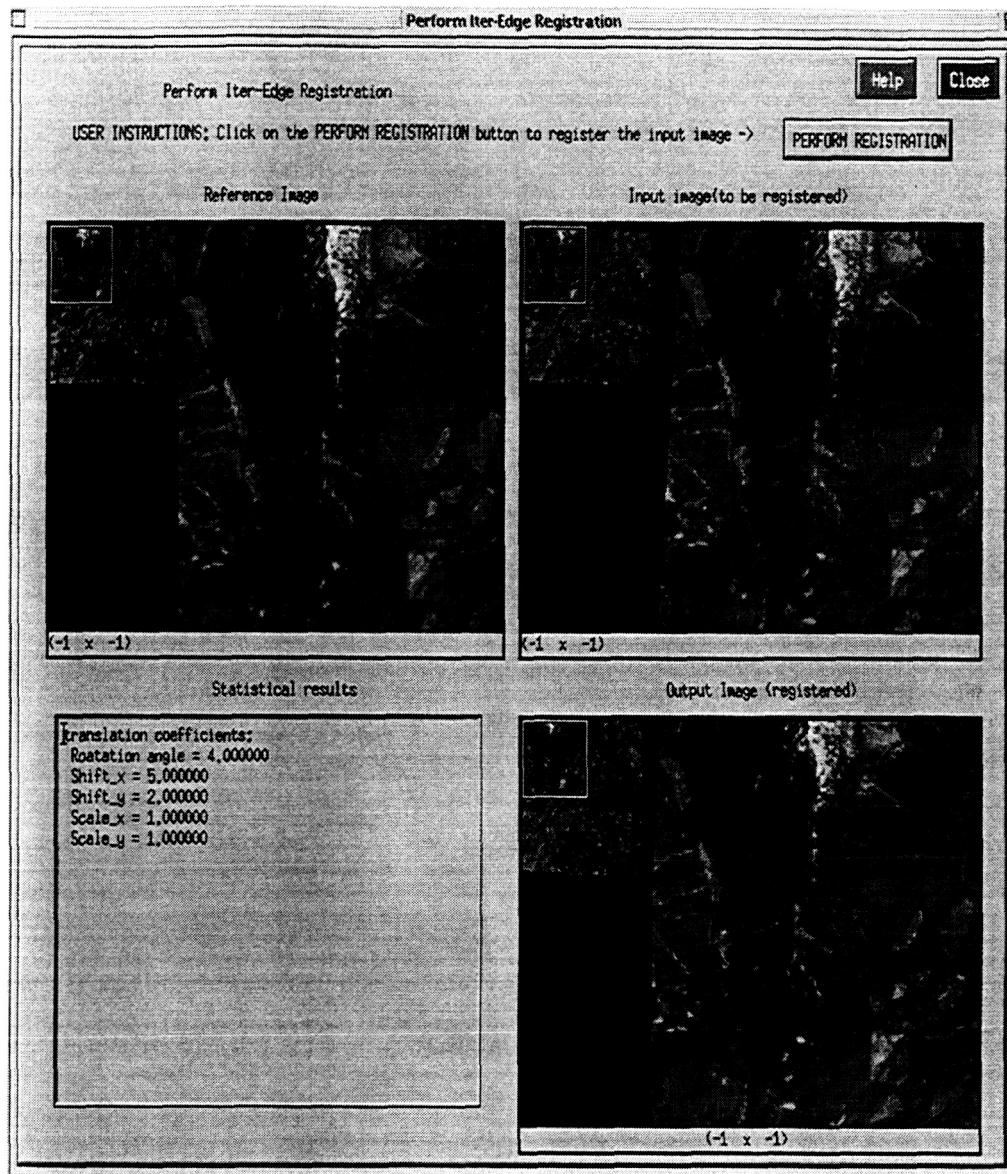 Perform Iter-Edge Registration
Help
Close
Perform Iter-Edge Registration
USER INSTRUCTIONS: Click on the PERFORM REGISTRATION button to register the input image ->
PERFORM REGISTRATION
Reference Image
Input image(to be registered)
(-1 x -1)
(-1 x -1)
Statistical results
Output Image (registered)
translation coefficients:
Roatation angle = 4.000000
Shift_x = 5.000000
Shift_y = 2.000000
Scale_x = 1.000000
Scale_y = 1.000000
(-1 x -1)